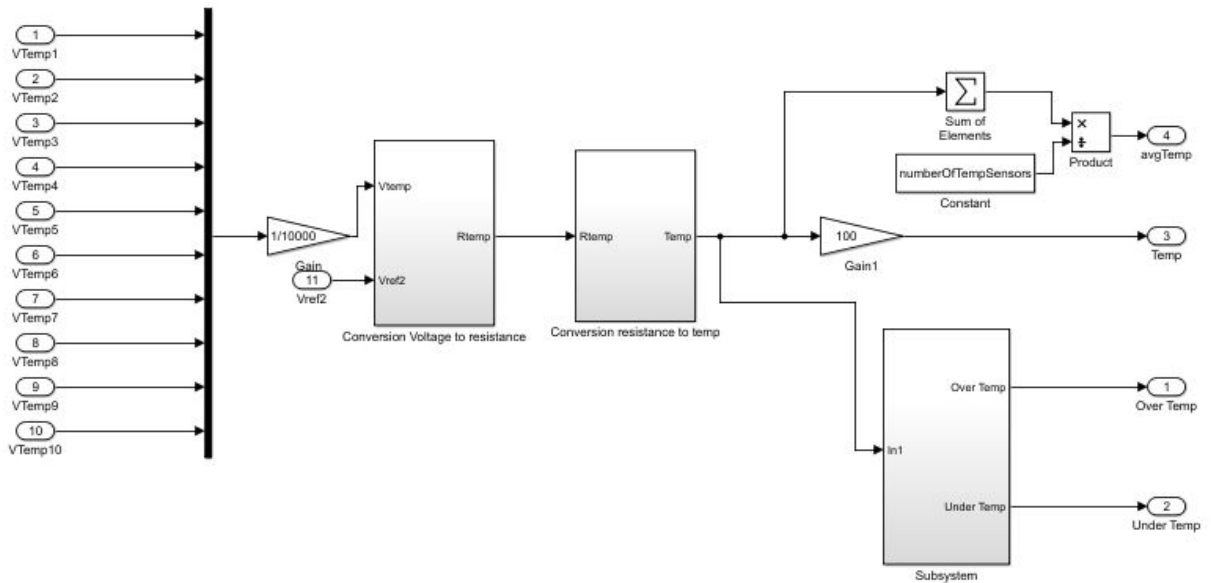 1
VTemp1
2
VTemp2
3
VTemp3
4
VTemp4
5
VTemp5
6
VTemp6
7
VTemp7
8
VTemp8
9
VTemp9
10
VTemp10
1/10000
Gain
11
Vref2
Vtemp
Rtemp
Vref2
Conversion Voltage to resistance
Rtemp
Temp
Conversion resistance to temp
Σ
Sum of
Elements
numberOfTempSensors
Constant
×
÷
Product
4
avgTemp
100
Gain1
3
Temp
In1
Over Temp
Under Temp
Subsystem
1
Over Temp
2
Under Temp